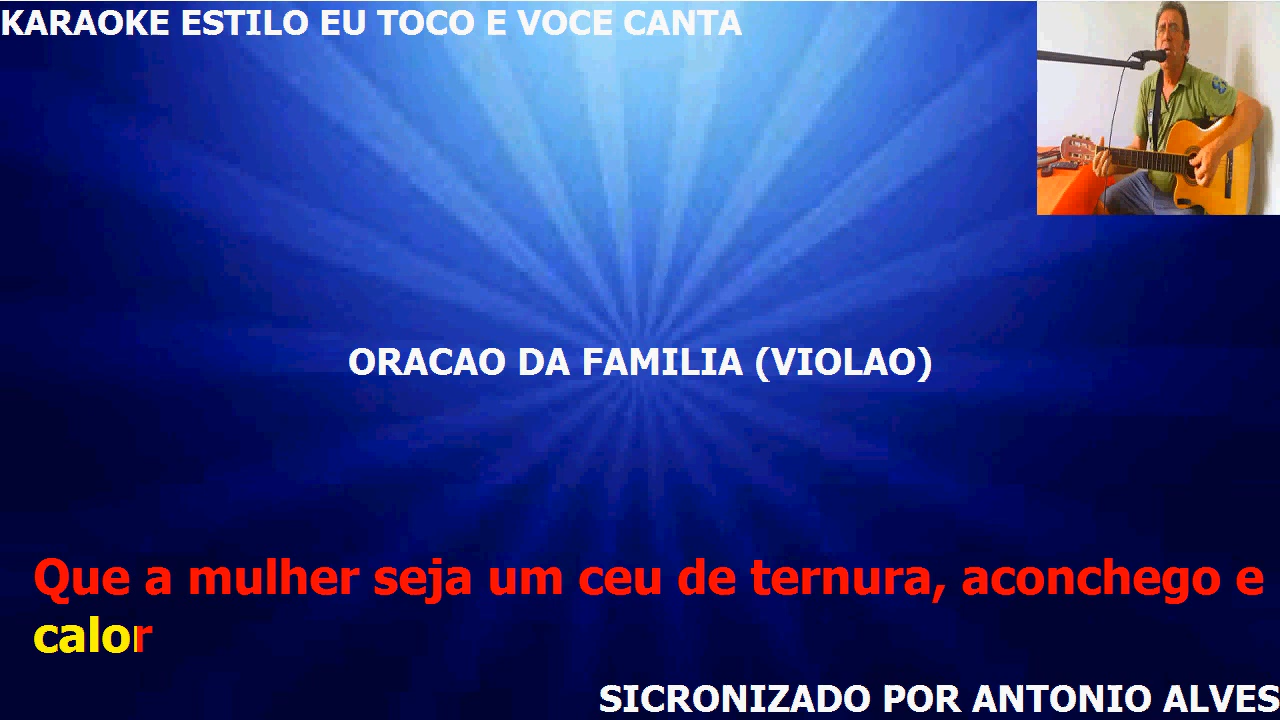 KARAOKE ESTILO EU TOCO E VOCE CANTA
ORACAO DA FAMILIA (VIOLAO)
Que a mulher seja um ceu de ternura, aconchego e
calor
SICRONIZADO POR ANTONIO ALVES